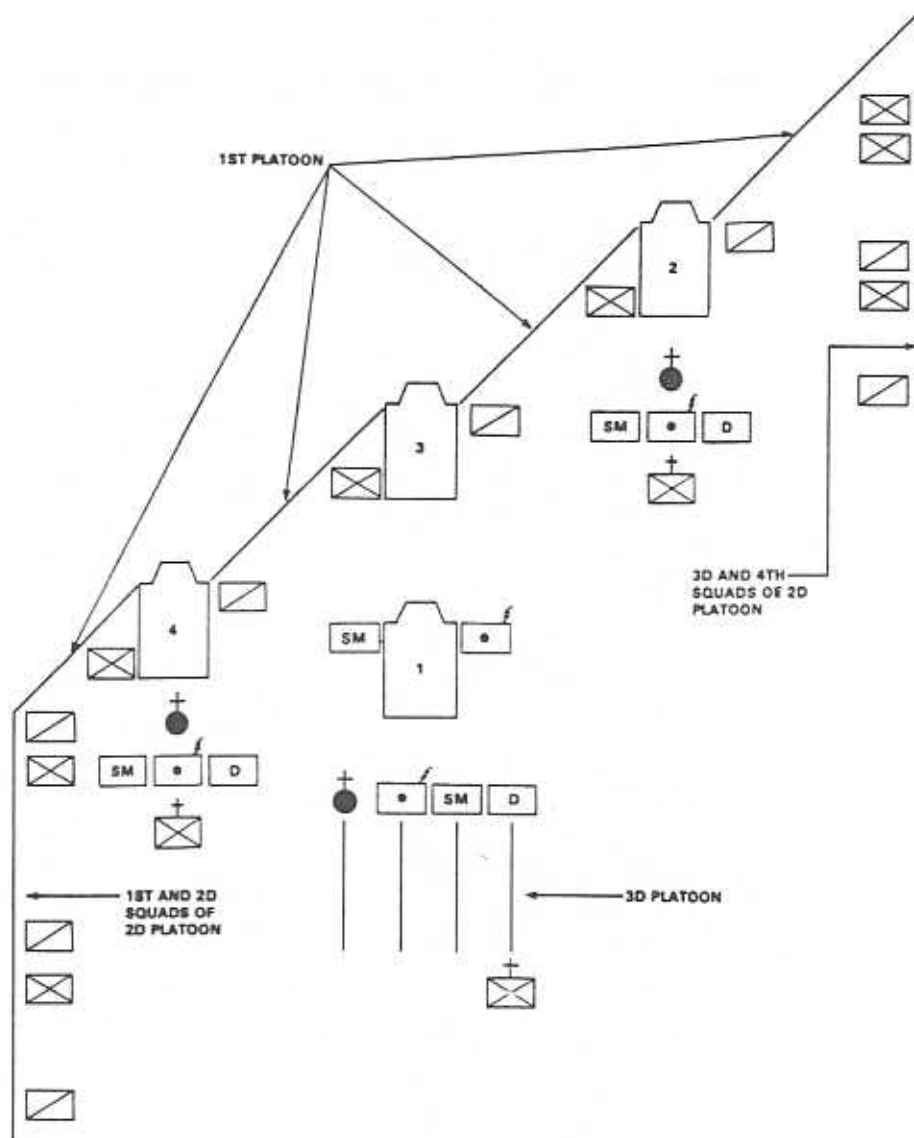 1ST PLATOON
2
SM
D
3
3D AND 4TH
SQUADS OF 2D
PLATOON
4
SM
1
SM
D
SM
D
1ST AND 2D
SQUADS OF
2D PLATOON
3D PLATOON